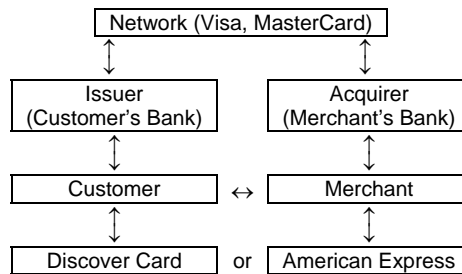 Network (Visa, MasterCard)
Issuer
(Customer's Bank)
Acquirer
(Merchant's Bank)
Customer ↔ Merchant
Discover Card or American Express